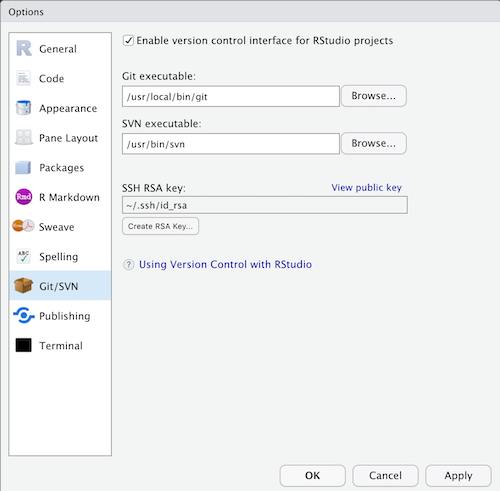 Options
General
Code
Appearance
Pane Layout
Packages
Rmd R Markdown
Sweave
ABC Spelling
Git/SVN
Publishing
Terminal
Enable version control interface for RStudio projects
Git executable:
/usr/local/bin/git Browse...
SVN executable:
/usr/bin/svn Browse...
SSH RSA key: View public key
~/.ssh/id_rsa
Create RSA Key...
? Using Version Control with RStudio
OK Cancel Apply